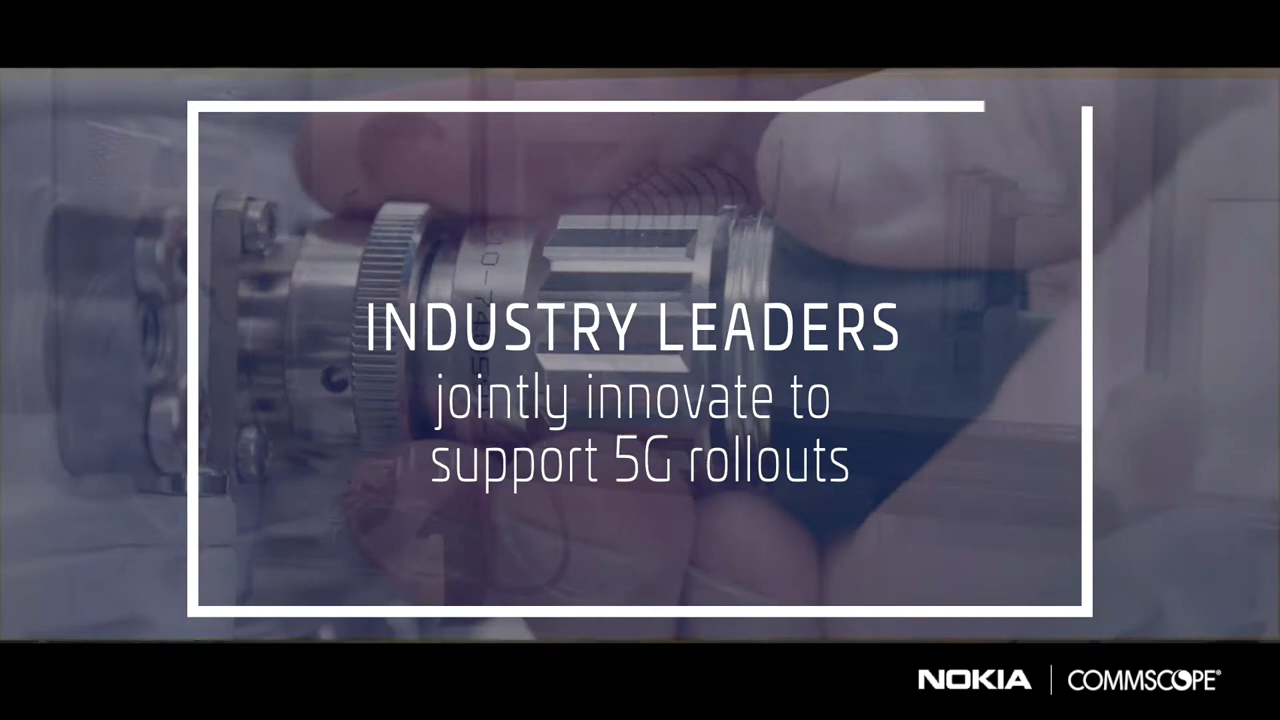 INDUSTRY LEADERS
jointly innovate to
support 5G rollouts
NOKIA | COMMSCOPE®